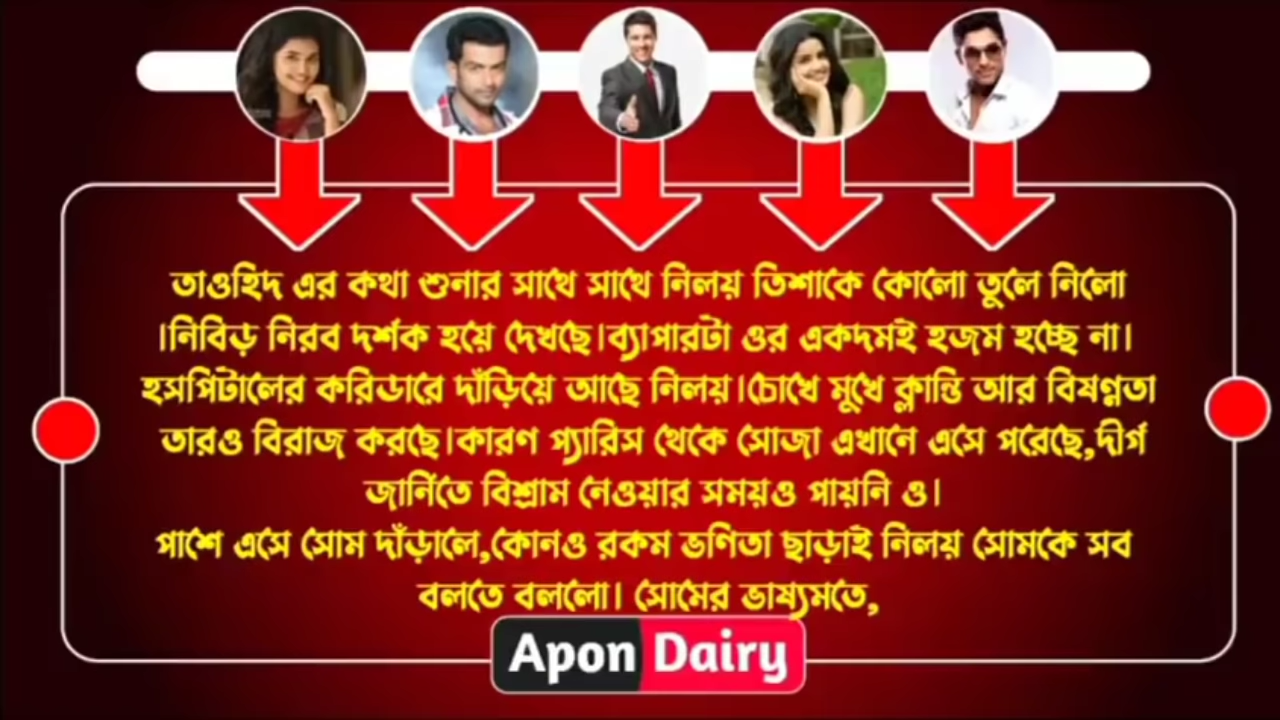 তাওহিদ এর কথা শুনার সাথে সাথে নিলয় তিশাকে কোলো তুলে নিলো
।নিবিড় নিরব দর্শক হয়ে দেখছে।ব্যাপারটা ওর একদমই হজম হচ্ছে না।
হসপিটালের করিডারে দাঁড়িয়ে আছে নিলয়।চোখে মুখে ক্লান্তি আর বিষণ্ণতা
তারও বিরাজ করছে।কারণ প্যারিস থেকে সোজা এখানে এসে পরেছে,দীর্গ
জার্নিতে বিশ্রাম নেওয়ার সময়ও পায়নি ও।
পাশে এসে সোম দাঁড়ালে,কোনও রকম ভণিতা ছাড়াই নিলয় সোমকে সব
বলতে বললো। সোমের ভাষ্যমতে,
Apon Dairy